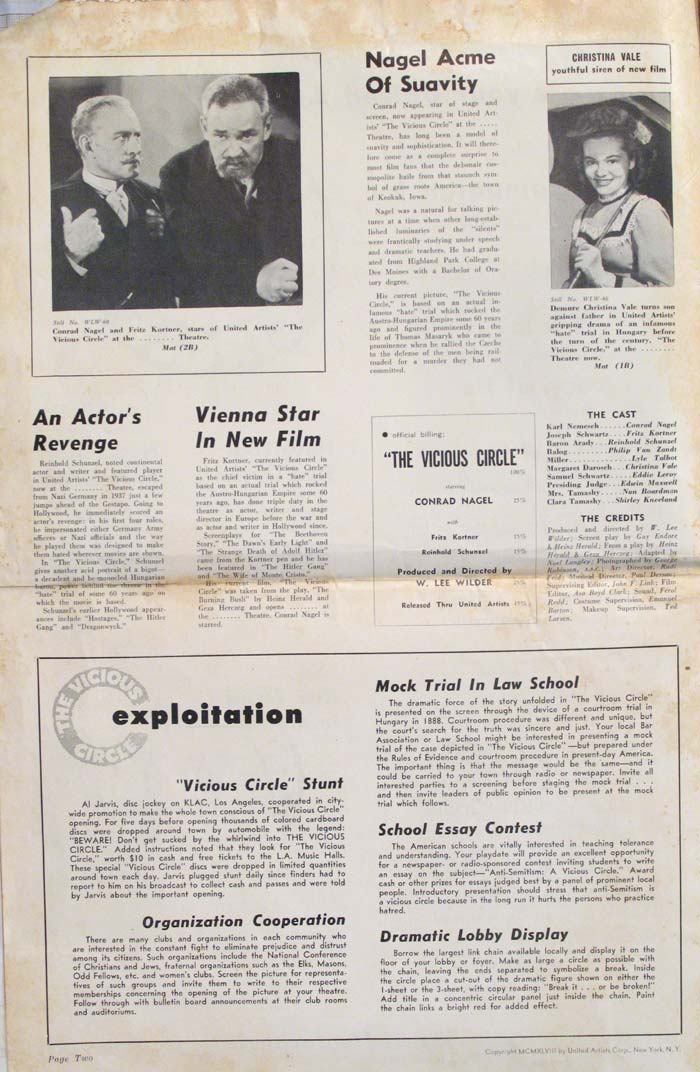 Still No. WLW-60
Conrad Nagel and Fritz Kortner, stars of United Artists' "The
Vicious Circle" at the ........ Theatre.
Mat (2B)
Nagel Acme
Of Suavity
Conrad Nagel, star of stage and
screen, now appearing in United Art-
ists' "The Vicious Circle" at the .....
Theatre, has long been a model of
suavity and sophistication. It will there-
fore come as a complete surprise to
most film fans that the debonair cos-
mopolite hails from that staunch sym-
bol of grass roots America—the town
of Keokuk, Iowa.
Nagel was a natural for talking pic-
tures at a time when other long-estab-
lished luminaries of the "silents"
were frantically studying under speech
and dramatic teachers. He had gradu-
ated from Highland Park College at
Des Moines with a Bachelor of Ora-
tory degree.
His current picture, "The Vicious
Circle," is based on an actual in-
famous "hate" trial which rocked the
Austro-Hungarian Empire some 60 years
ago and figured prominently in the
life of Thomas Masaryk who came to
prominence when he rallied the Czechs
to the defense of the men being rail-
roaded for a murder they had not
committed.
CHRISTINA VALE
youthful siren of new film
Still No. WLW-46
Demure Christina Vale turns son
against father in United Artists'
gripping drama of an infamous
"hate" trial in Hungary before
the turn of the century, "The
Vicious Circle," at the ........
Theatre now.
Mat (1B)
An Actor's
Revenge
Reinhold Schunzel, noted continental
actor and writer and featured player
in United Artists' "The Vicious Circle,"
now at the ........ Theatre, escaped
from Nazi Germany in 1937 just a few
jumps ahead of the Gestapo. Going to
Hollywood, he immediately scored an
actor's revenge: in his first four roles,
he impersonated either Germany Army
officers or Nazi officials and the way
he played them was designed to make
them hated wherever movies are shown.
In "The Vicious Circle," Schunzel
gives another acid portrait of a bigot—
a decadent and be-monocled Hungarian
baron, power behind the throne in the
"hate" trial of some 60 years ago on
which the movie is based.
Schunzel's earlier Hollywood appear-
ances include "Hostages," "The Hitler
Gang" and "Dragonwyck."
Vienna Star
In New Film
Fritz Kortner, currently featured in
United Artists' "The Vicious Circle"
as the chief victim in a "hate" trial
based on an actual trial which rocked
the Austro-Hungarian Empire some 60
years ago, has done triple duty in the
theatre as actor, writer and stage
director in Europe before the war and
as actor and writer in Hollywood since.
Screenplays for "The Beethoven
Story," "The Dawn's Early Light" and
"The Strange Death of Adolf Hitler"
came from the Kortner pen and he has
been featured in "The Hitler Gang"
and "The Wife of Monte Cristo."
His current film, "The Vicious
Circle" was taken from the play, "The
Burning Bush" by Heinz Herald and
Geza Herczeg and opens ........ at
the ........ Theatre. Conrad Nagel is
starred.
• official billing:
"THE VICIOUS CIRCLE"
100%
starring
CONRAD NAGEL 25%
with
Fritz Kortner 15%
Reinhold Schunzel 15%
Produced and Directed by
W. LEE WILDER
Released Thru United Artists
THE CAST
Karl Nemesch......Conrad Nagel
Joseph Schwartz...Fritz Kortner
Baron Arady...Reinhold Schunzel
Balog..........Philip Van Zandt
Miller..............Lyle Talbot
Margaret Darosch...Christina Vale
Samuel Schwartz....Eddie Leroy
Presiding Judge...Edwin Maxwell
Mrs. Tamashy....Nan Boardman
Clara Tamashy..Shirley Kneeland
THE CREDITS
Produced and directed by W. Lee
Wilder; Screen play by Guy Endore
& Heinz Herald; From a play by Heinz
Herald & Geza Herczeg; Adapted by
Noel Langley; Photographed by George
Robinson, A.S.C.; Art Director, Rudi
Feld; Musical Director, Paul Dessau;
Supervising Editor, John F. Link; Film
Editor, Asa Boyd Clark; Sound, Feral
Redd; Costume Supervision, Emanuel
Barton; Makeup Supervision, Ted
Larsen.
THE VICIOUS
CIRCLE
exploitation
"Vicious Circle" Stunt
Al Jarvis, disc jockey on KLAC, Los Angeles, cooperated in city-
wide promotion to make the whole town conscious of "The Vicious Circle"
opening. For five days before opening thousands of colored cardboard
discs were dropped around town by automobile with the legend:
"BEWARE! Don't get sucked by the whirlwind into THE VICIOUS
CIRCLE." Added instructions noted that they look for "The Vicious
Circle," worth $10 in cash and free tickets to the L.A. Music Halls.
These special "Vicious Circle" discs were dropped in limited quantities
around town each day. Jarvis plugged stunt daily since finders had to
report to him on his broadcast to collect cash and passes and were told
by Jarvis about the important opening.
Organization Cooperation
There are many clubs and organizations in each community who
are interested in the constant fight to eliminate prejudice and distrust
among its citizens. Such organizations include the National Conference
of Christians and Jews, fraternal organizations such as the Elks, Masons,
Odd Fellows, etc. and women's clubs. Screen the picture for representa-
tives of such groups and invite them to write to their respective
memberships concerning the opening of the picture at your theatre.
Follow through with bulletin board announcements at their club rooms
and auditoriums.
Mock Trial In Law School
The dramatic force of the story unfolded in "The Vicious Circle"
is presented on the screen through the device of a courtroom trial in
Hungary in 1888. Courtroom procedure was different and unique, but
the court's search for the truth was sincere and just. Your local Bar
Association or Law School might be interested in presenting a mock
trial of the case depicted in "The Vicious Circle"—but prepared under
the Rules of Evidence and courtroom procedure in present-day America.
The important thing is that the message would be the same—and it
could be carried to your town through radio or newspaper. Invite all
interested parties to a screening before staging the mock trial . . .
and then invite leaders of public opinion to be present at the mock
trial which follows.
School Essay Contest
The American schools are vitally interested in teaching tolerance
and understanding. Your playdate will provide an excellent opportunity
for a newspaper- or radio-sponsored contest inviting students to write
an essay on the subject—"Anti-Semitism: A Vicious Circle." Award
cash or other prizes for essays judged best by a panel of prominent local
people. Introductory presentation should stress that anti-Semitism is
a vicious circle because in the long run it hurts the persons who practice
hatred.
Dramatic Lobby Display
Borrow the largest link chain available locally and display it on the
floor of your lobby or foyer. Make as large a circle as possible with
the chain, leaving the ends separated to symbolize a break. Inside
the circle place a cut-out of the dramatic figure shown on either the
1-sheet or the 3-sheet, with copy reading: "Break it . . . or be broken!"
Add title in a concentric circular panel just inside the chain. Paint
the chain links a bright red for added effect.
Page Two
Copyright MCMXLVIII by United Artists Corp., New York, N. Y.